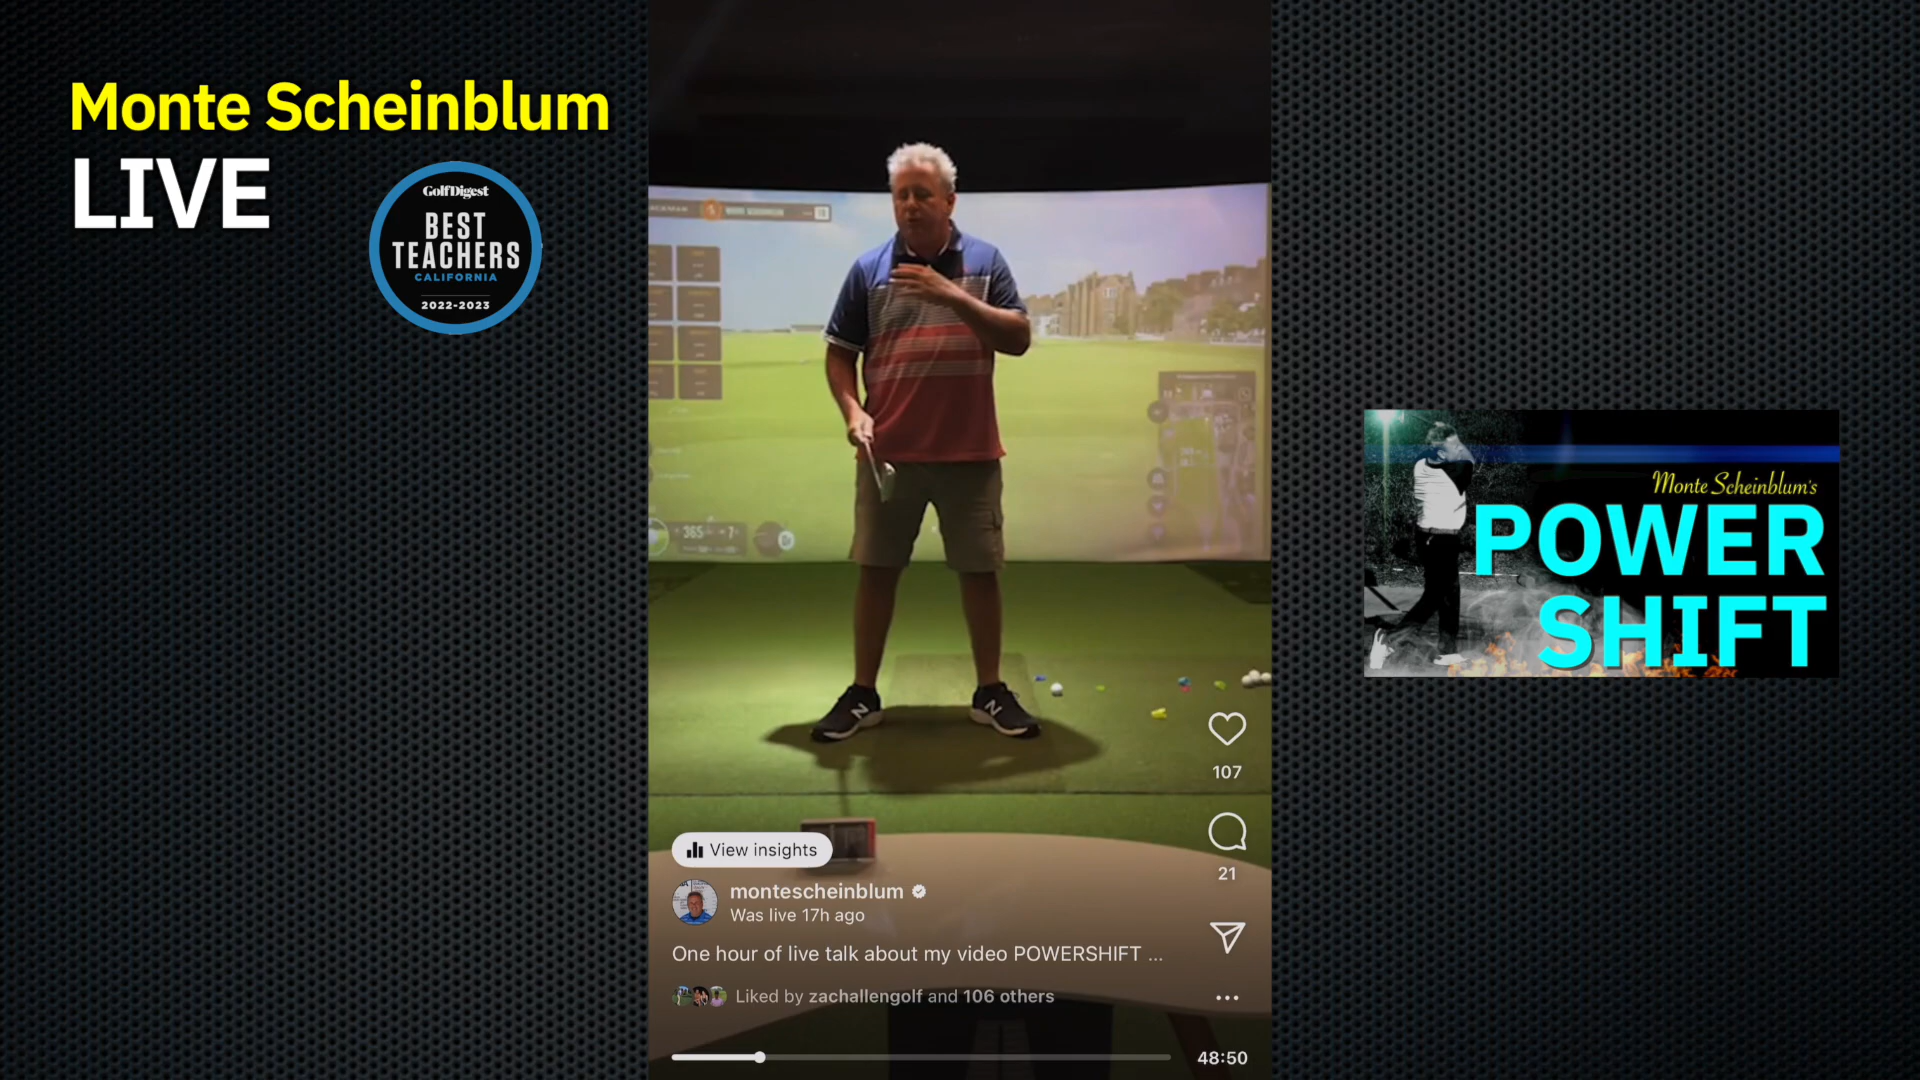 Monte Scheinblum
LIVE
GolfDigest
BEST
TEACHERS
CALIFORNIA
2022-2023
365
7
N
N
Monte Scheinblum's
POWER
SHIFT
107
21
View insights
montescheinblum
Was live 17h ago
One hour of live talk about my video POWERSHIFT ...
Liked by zachallengolf and 106 others
48:50